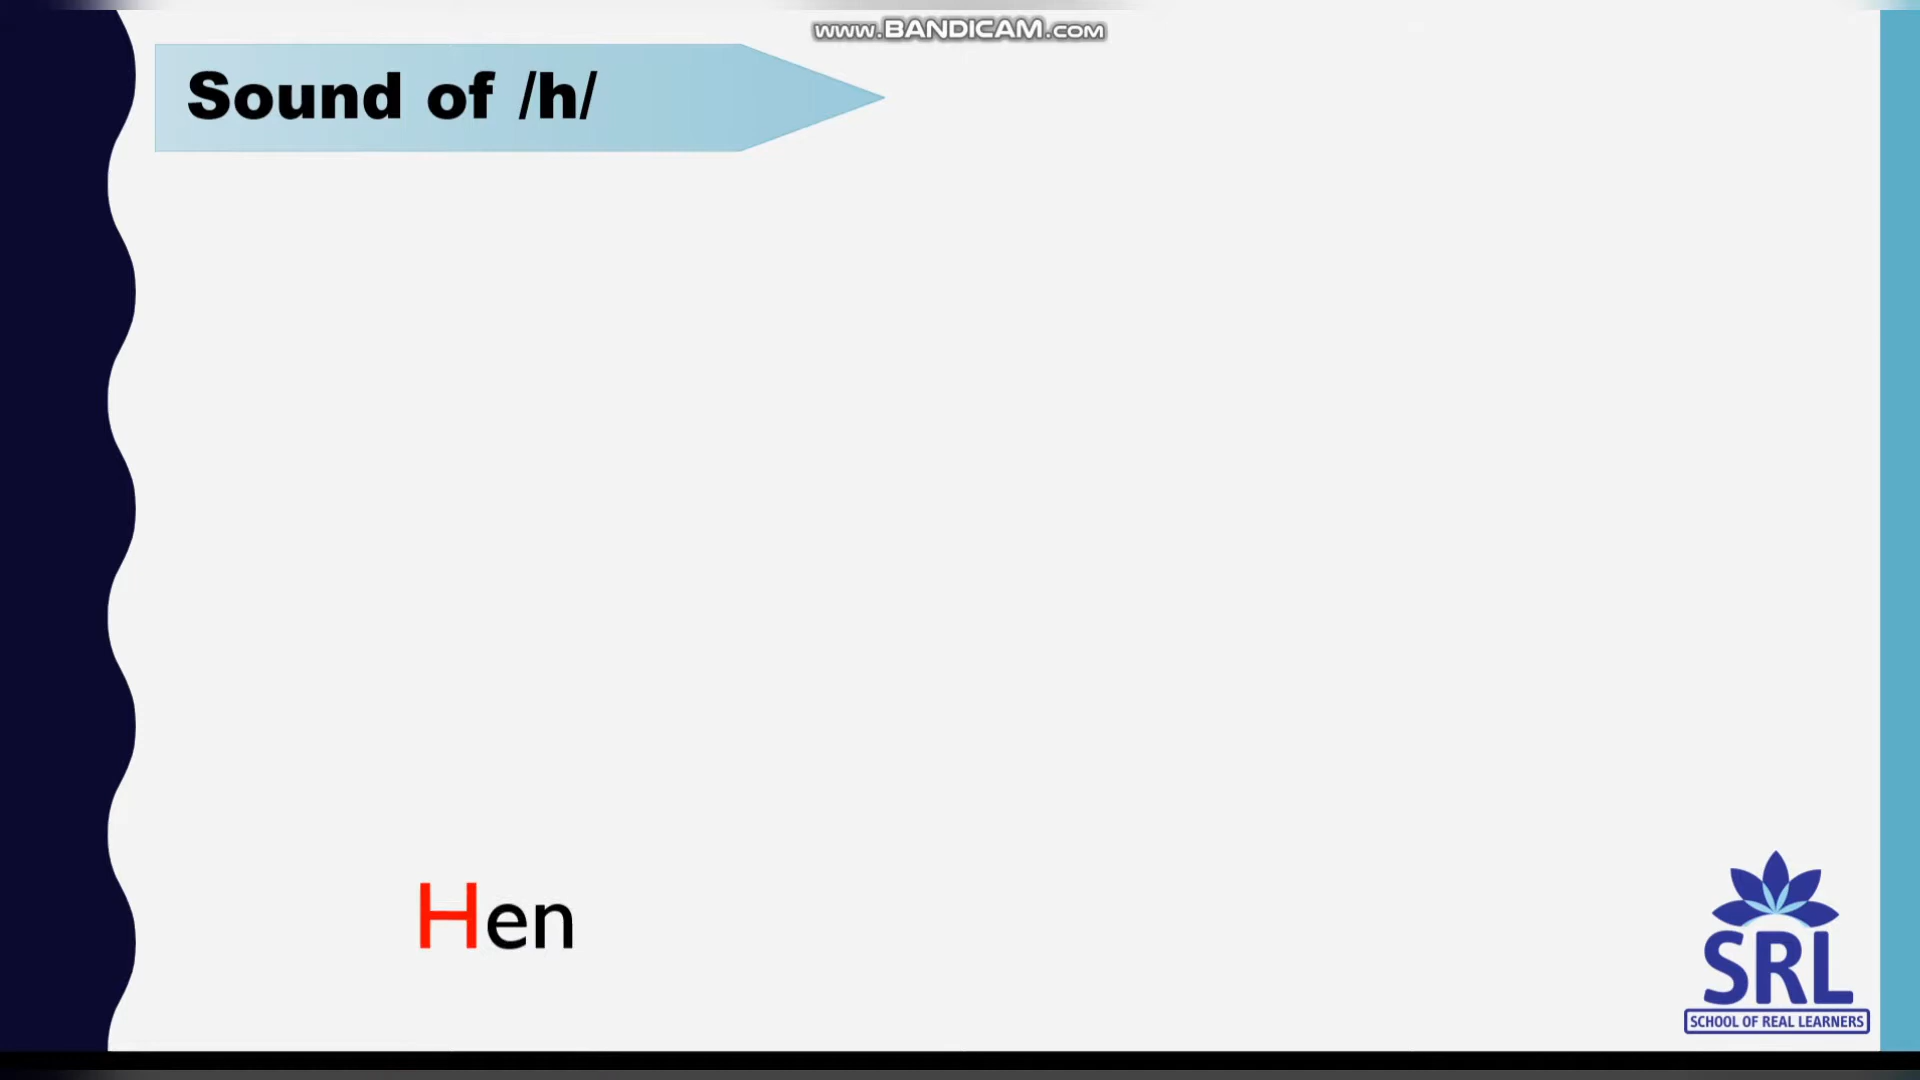 www.BANDICAM.com
Sound of /h/
Hen
SRL
SCHOOL OF REAL LEARNERS